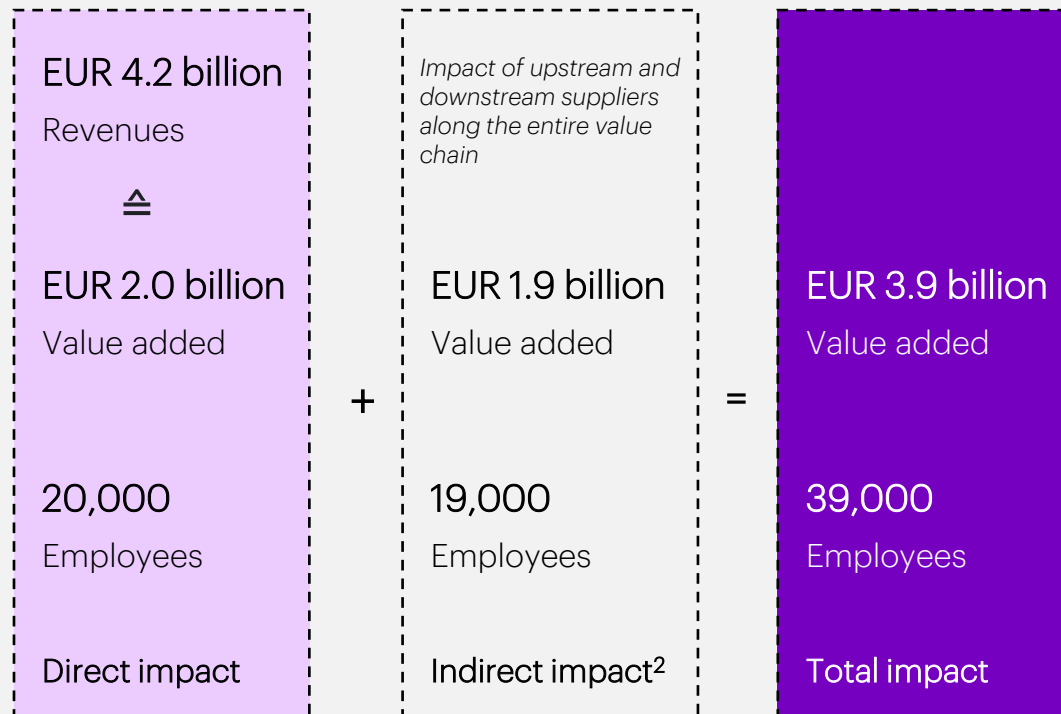 EUR 4.2 billion
Revenues
≙
EUR 2.0 billion
Value added
20,000
Employees
Direct impact
+
Impact of upstream and
downstream suppliers
along the entire value
chain
EUR 1.9 billion
Value added
19,000
Employees
Indirect impact²
=
EUR 3.9 billion
Value added
39,000
Employees
Total impact